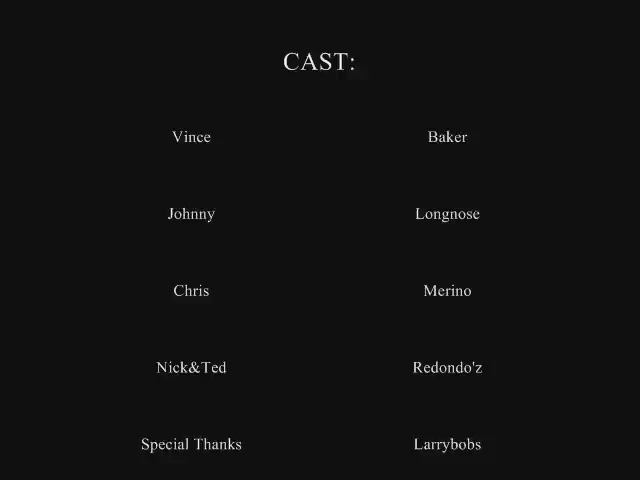 CAST:
Vince Baker
Johnny Longnose
Chris Merino
Nick&Ted Redondo'z
Special Thanks Larrybobs